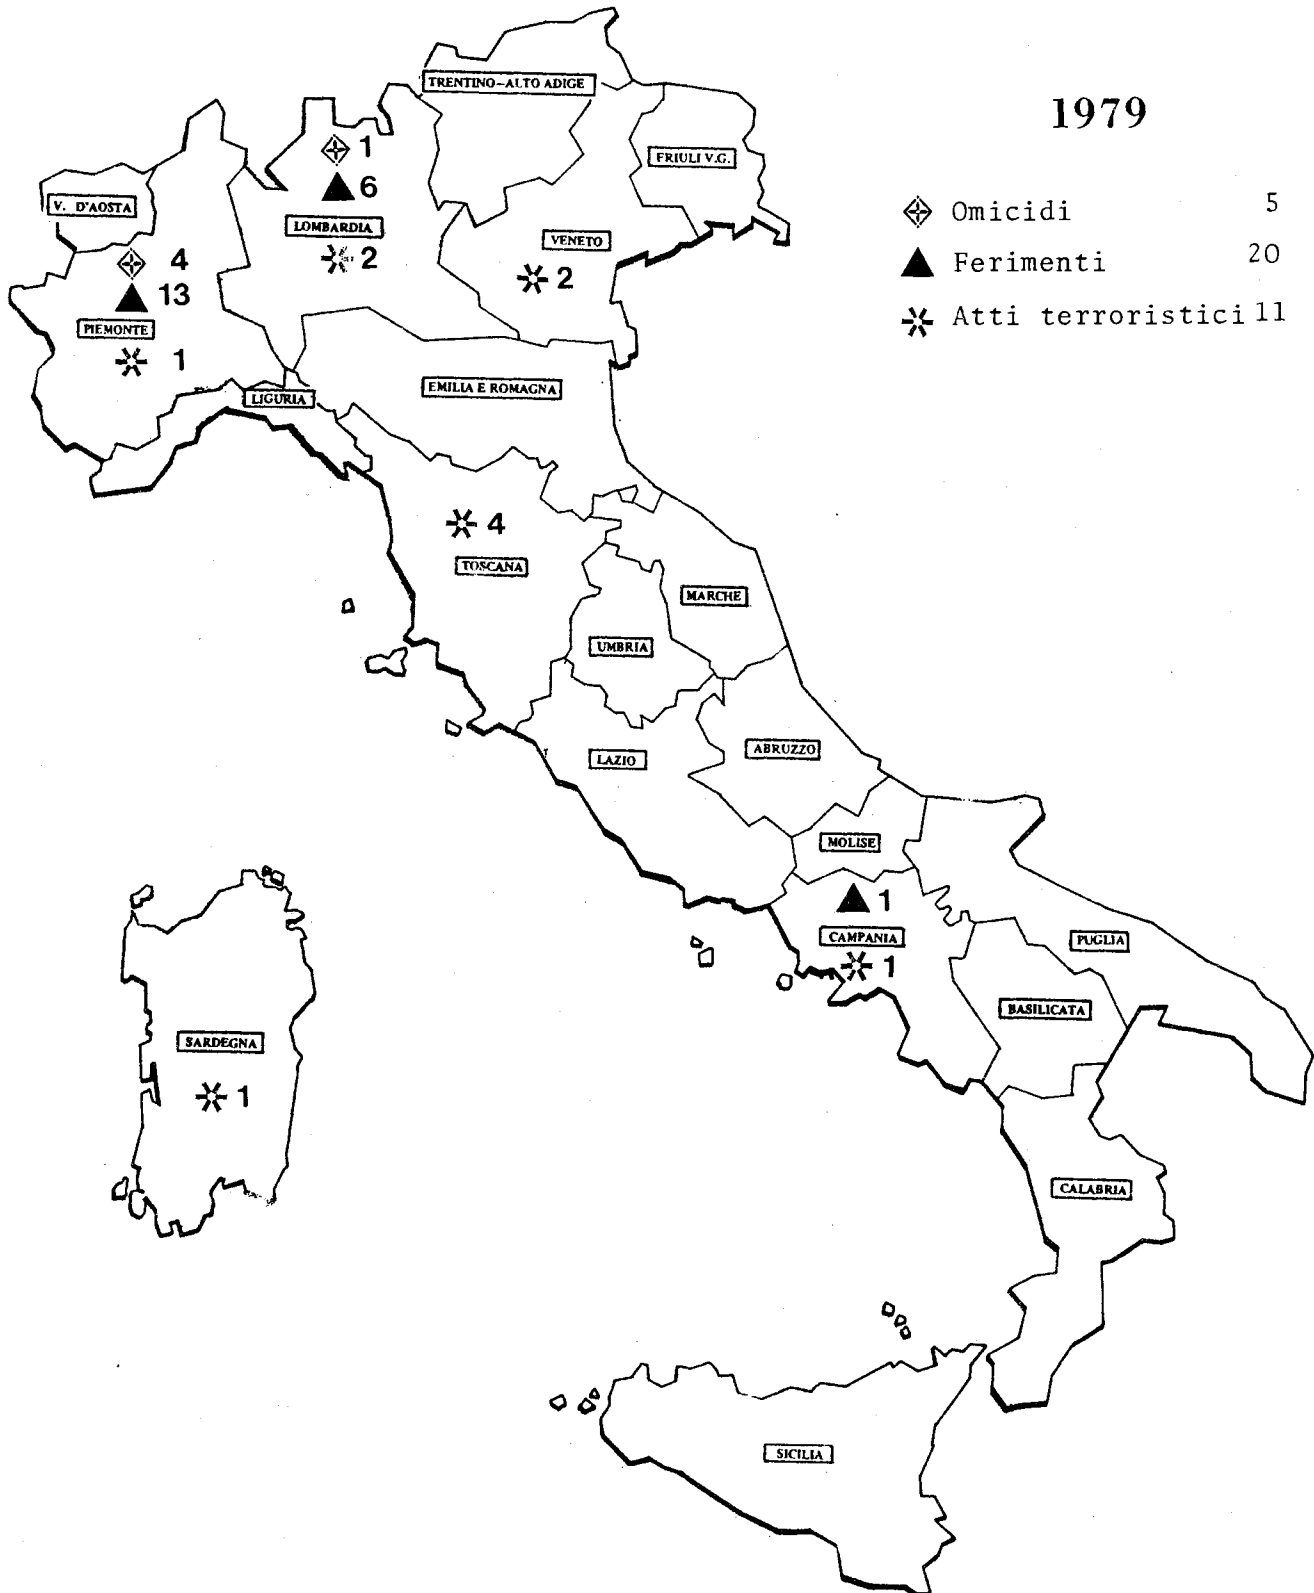 TRENTINO-ALTO ADIGE
1979
1
FRIULI V.G.
6
V. D'AOSTA
Omicidi 5
LOMBARDIA
VENETO
2
2
Ferimenti 20
4
13
PIEMONTE
Atti terroristici 11
1
EMILIA E ROMAGNA
LIGURIA
4
TOSCANA
MARCHE
UMBRIA
ABRUZZO
LAZIO
MOLISE
1
CAMPANIA
PUGLIA
1
BASILICATA
SARDEGNA
1
CALABRIA
SICILIA